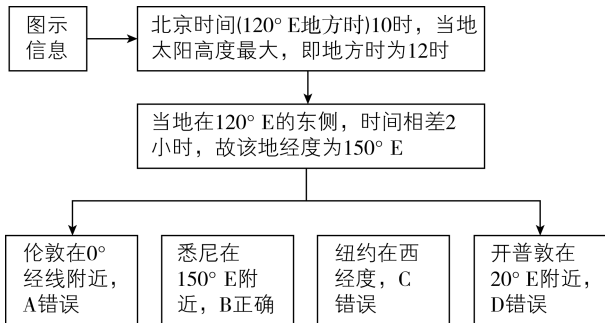 图示
信息
北京时间(120° E地方时)10时，当地
太阳高度最大，即地方时为12时
当地在120° E的东侧，时间相差2
小时，故该地经度为150° E
伦敦在0°
经线附近，
A错误
悉尼在
150° E附
近，B正确
纽约在西
经度，C
错误
开普敦在
20° E附近，
D错误